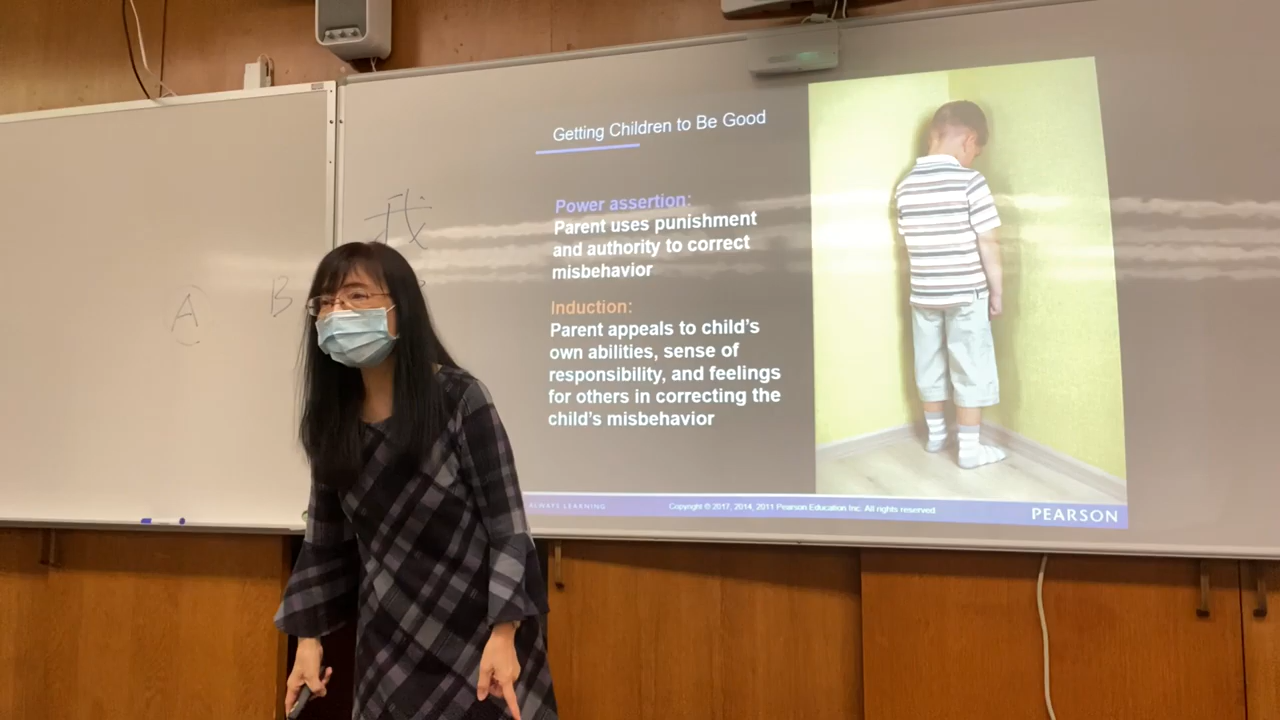 Getting Children to Be Good
Power assertion:
Parent uses punishment
and authority to correct
misbehavior
Induction:
Parent appeals to child's
own abilities, sense of
responsibility, and feelings
for others in correcting the
child's misbehavior
ALWAYS LEARNING
Copyright © 2017, 2014, 2011 Pearson Education Inc. All rights reserved
PEARSON
我
A
B